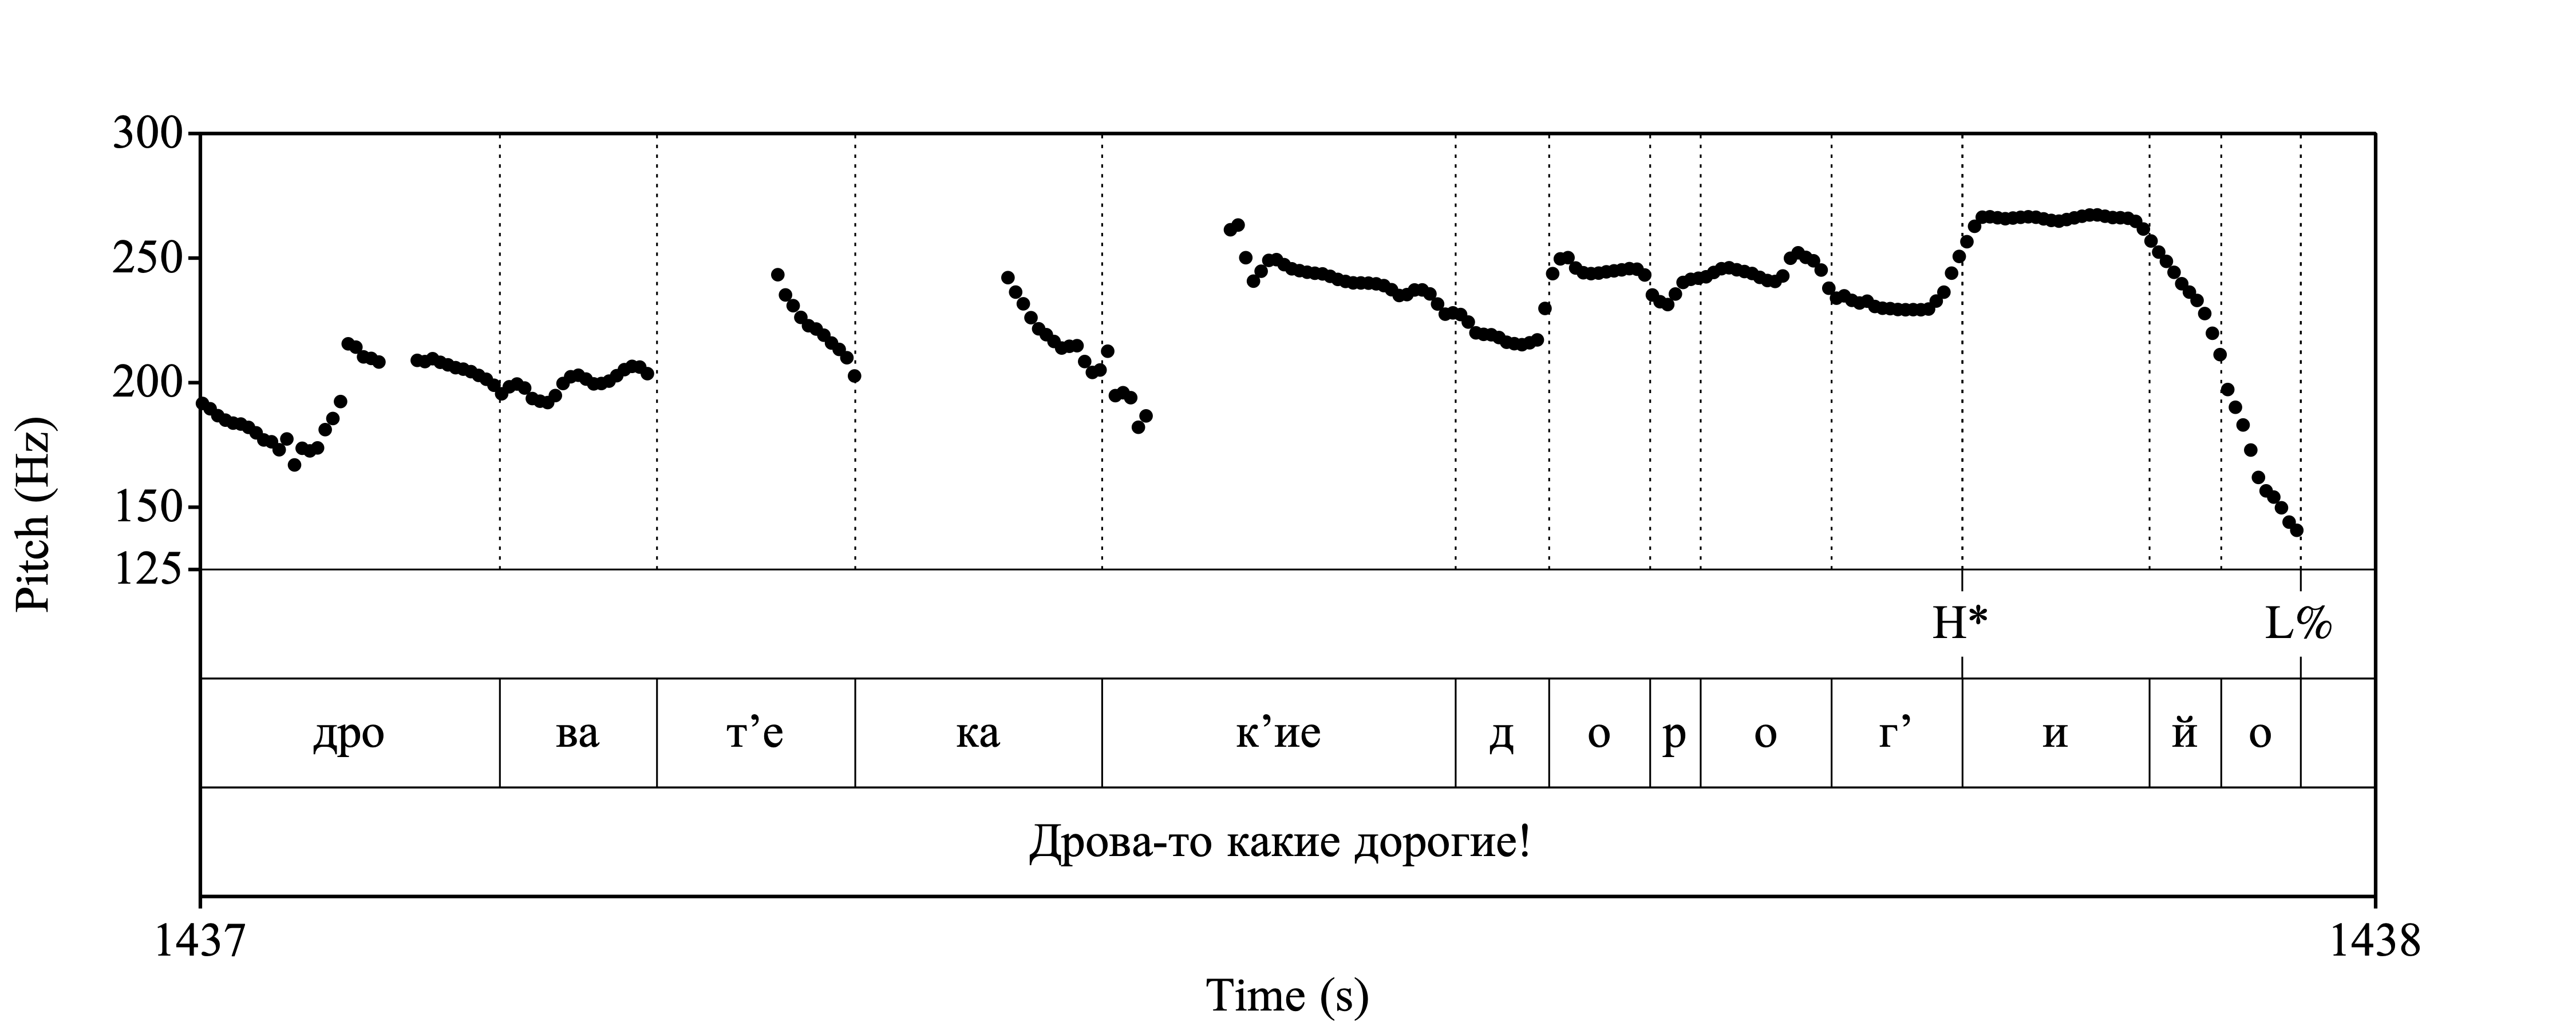 300
250
200
150
125
Pitch (Hz)
H* L%
дро ва т’е ка к’ие д о р о г’ и й о
Дрова-то какие дорогие!
1437 1438
Time (s)